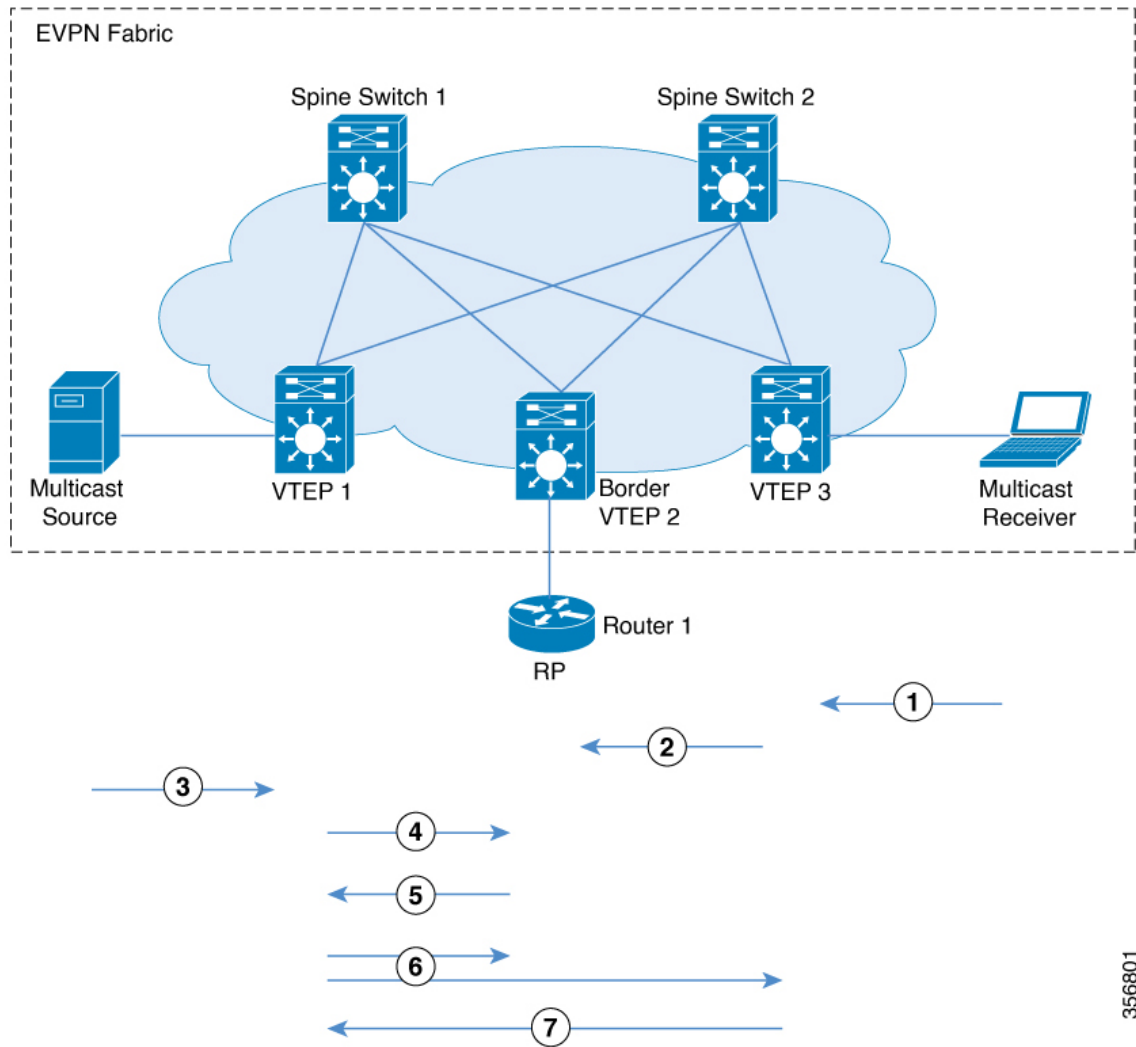 EVPN Fabric
Spine Switch 1
Spine Switch 2
Multicast
Source
VTEP 1
Border
VTEP 2
VTEP 3
Multicast
Receiver
Router 1
RP
1
2
3
4
5
6
7
356801